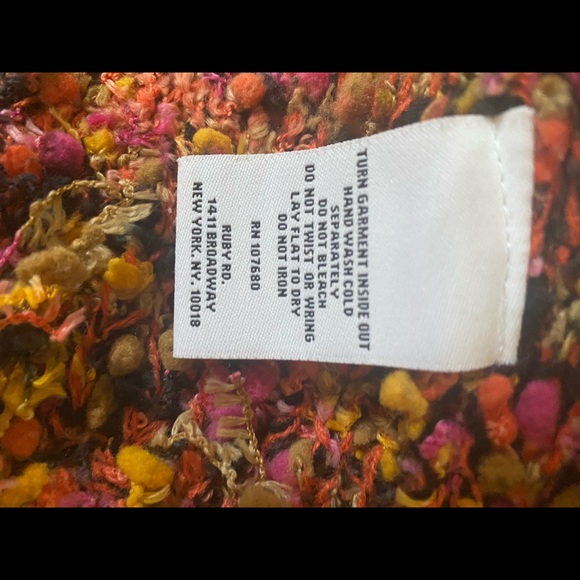 TURN GARMENT INSIDE OUT
HAND WASH COLD
SEPARATELY
DO NO BLEACH
DO NOT TWIST OR WRING
LAY FLAT TO DRY
DO NOT IRON
RN 107680
RUBY RD.
1411 BROADWAY
NEW YORK, NY. 10018